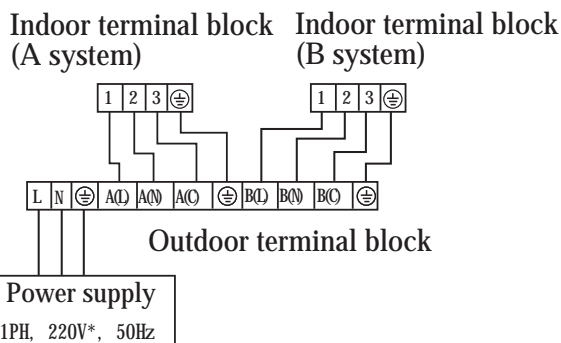 Indoor terminal block
(A system)
Indoor terminal block
(B system)
1 2 3
1 2 3
L N A(L) A(N) A(C) B(L) B(N) B(C)
Outdoor terminal block
Power supply
1PH, 220V*, 50Hz